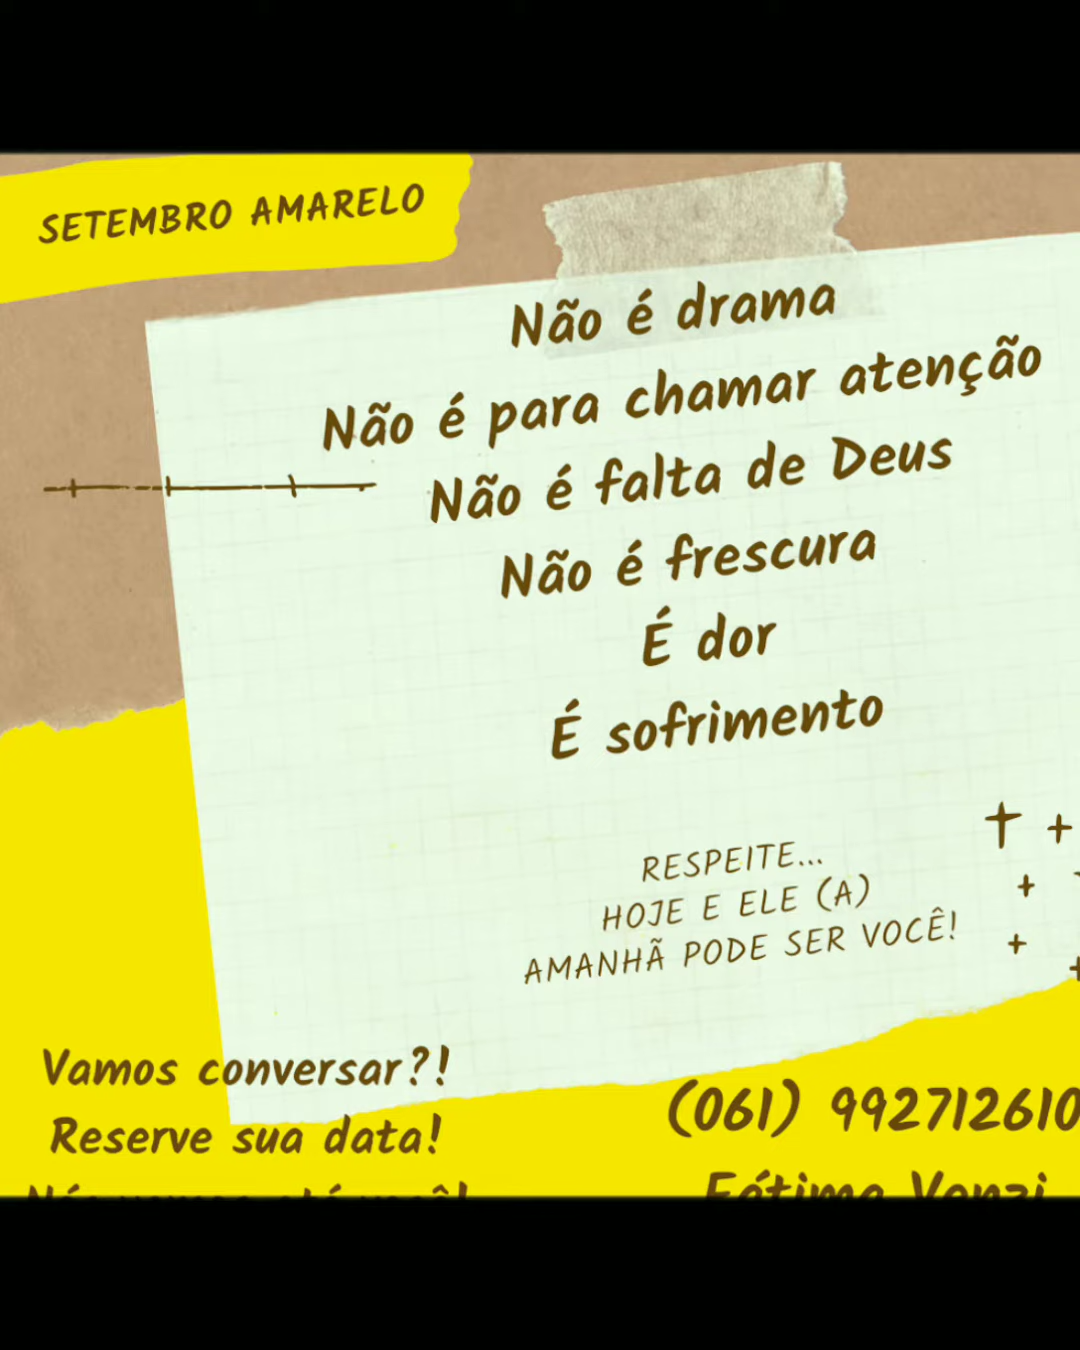 SETEMBRO AMARELO
Não é drama
Não é para chamar atenção
Não é falta de Deus
Não é frescura
É dor
É sofrimento
RESPEITE...
HOJE E ELE (A)
AMANHÃ PODE SER VOCÊ!
Vamos conversar?!
Reserve sua data!
(061) 992712610